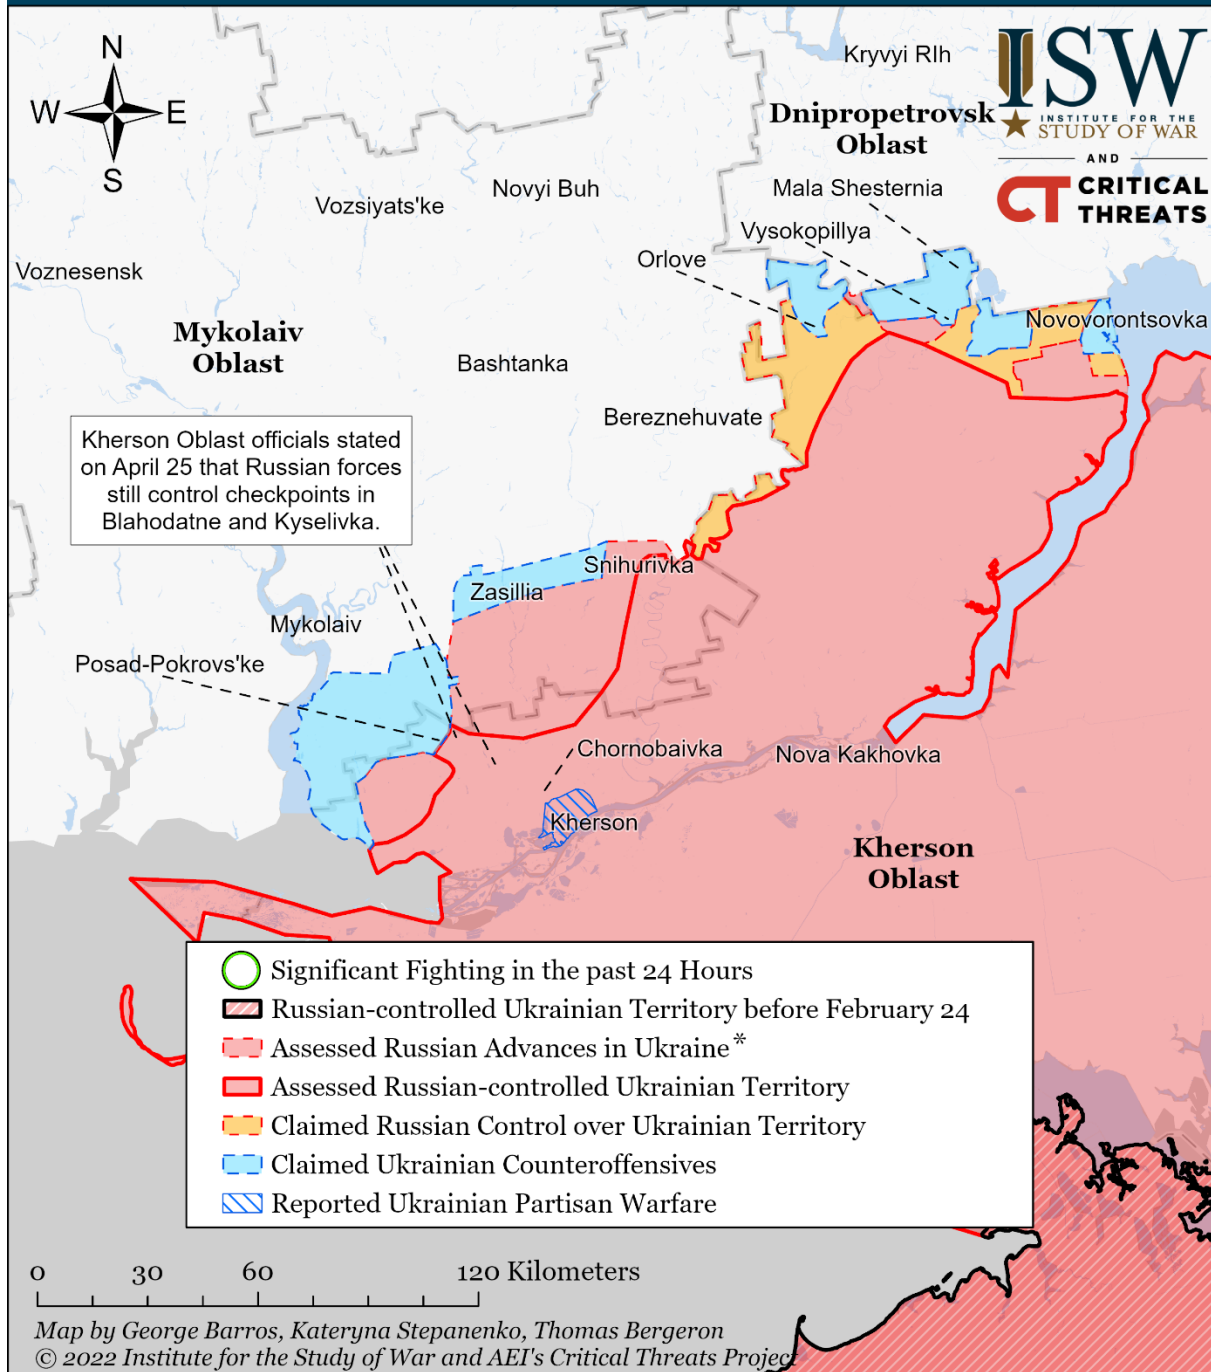 N
W
E
S
ISW
INSTITUTE FOR THE
STUDY OF WAR
AND
CT CRITICAL
THREATS
Kryvyi RIh
Dnipropetrovsk
Oblast
Mala Shesternia
Vysokopillya
Orlove
Novyi Buh
Vozsiyats'ke
Voznesensk
Mykolaiv
Oblast
Novovorontsovka
Bashtanka
Bereznehuvate
Kherson Oblast officials stated
on April 25 that Russian forces
still control checkpoints in
Blahodatne and Kyselivka.
Snihurivka
Zasillia
Mykolaiv
Posad-Pokrovs'ke
Chornobaivka
Nova Kakhovka
Kherson
Kherson
Oblast
Significant Fighting in the past 24 Hours
Russian-controlled Ukrainian Territory before February 24
Assessed Russian Advances in Ukraine*
Assessed Russian-controlled Ukrainian Territory
Claimed Russian Control over Ukrainian Territory
Claimed Ukrainian Counteroffensives
Reported Ukrainian Partisan Warfare
0 30 60 120 Kilometers
Map by George Barros, Kateryna Stepanenko, Thomas Bergeron
© 2022 Institute for the Study of War and AEI's Critical Threats Project